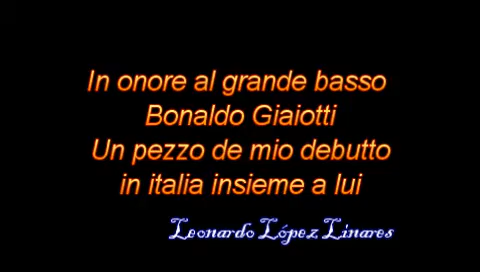 In onore al grande basso
Bonaldo Giaiotti
Un pezzo de mio debutto
in italia insieme a lui
Leonardo López Linares